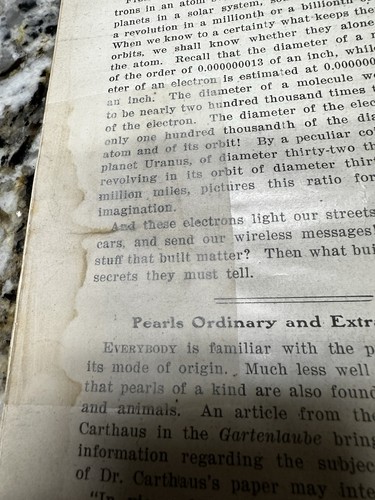 trons in an atom
planets in a solar system,
a revolution in a millionth or a billionth
When we know to a certainty what keeps the
orbits, we shall know whether they alone
the atom. Recall that the diameter of a
of the order of 0.000000013 of an inch, while
eter of an electron is estimated at 0.0000000
an inch. The diameter of a molecule w
to be nearly two hundred thousand times t
of the electron. The diameter of the elec
only one hundred thousandth of the dia
atom and of its orbit! By a peculiar co
planet Uranus, of diameter thirty-two th
revolving in its orbit of diameter thirt
million miles, pictures this ratio for
imagination.
And these electrons light our streets
cars, and send our wireless messages!
stuff that built matter? Then what bui
secrets they must tell.
Pearls Ordinary and Extra
EVERYBODY is familiar with the p
its mode of origin. Much less well
that pearls of a kind are also found
and animals. An article from the
Carthaus in the Gartenlaube bring
information regarding the subjec
of Dr. Carthaus's paper may inte